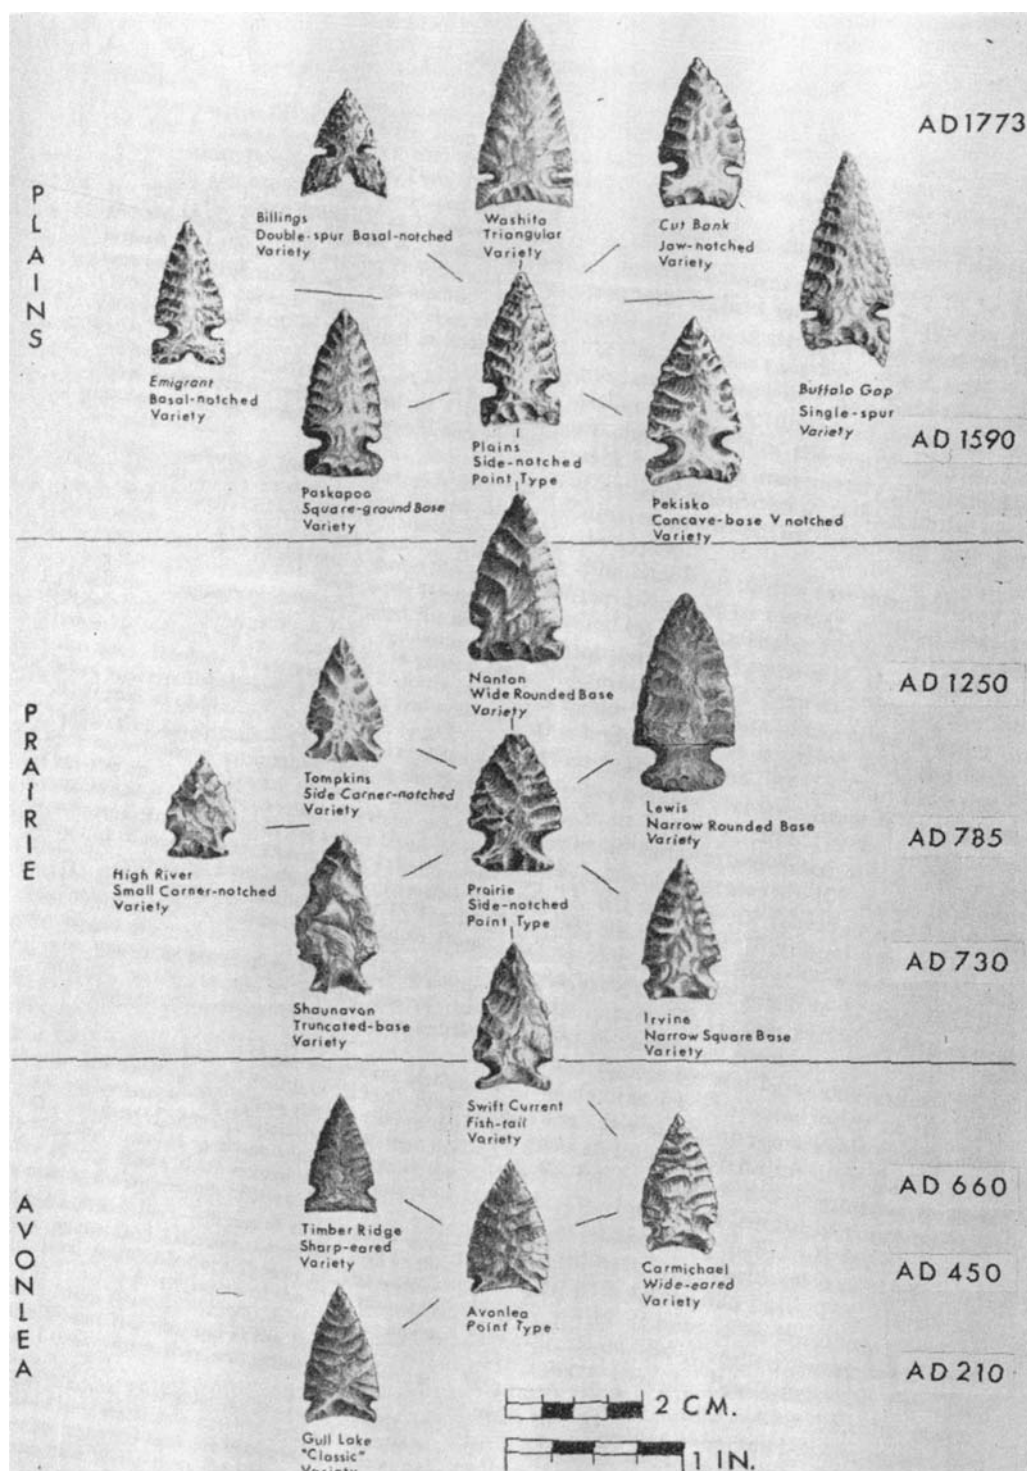 AD 1773
PLAINS
Billings
Double-spur Basal-notched
Variety
Washita
Triangular
Variety
Cut Bank
Jaw-notched
Variety
Emigrant
Basal-notched
Variety
Buffalo Gap
Single-spur
Variety
Paskapoo
Square-ground Base
Variety
Plains
Side-notched
Point Type
Pekisko
Concave-base V notched
Variety
AD 1590
PRAIRIE
Nanton
Wide Rounded Base
Variety
AD 1250
Tompkins
Side Corner-notched
Variety
Lewis
Narrow Rounded Base
Variety
AD 785
High River
Small Corner-notched
Variety
Prairie
Side-notched
Point Type
AD 730
Shaunavon
Truncated-base
Variety
Irvine
Narrow Square Base
Variety
AVONLEA
Swift Current
Fish-tail
Variety
AD 660
Timber Ridge
Sharp-eared
Variety
Carmichael
Wide-eared
Variety
AD 450
Avonlea
Point Type
AD 210
Gull Lake
"Classic"
Variety
2 CM.
1 IN.